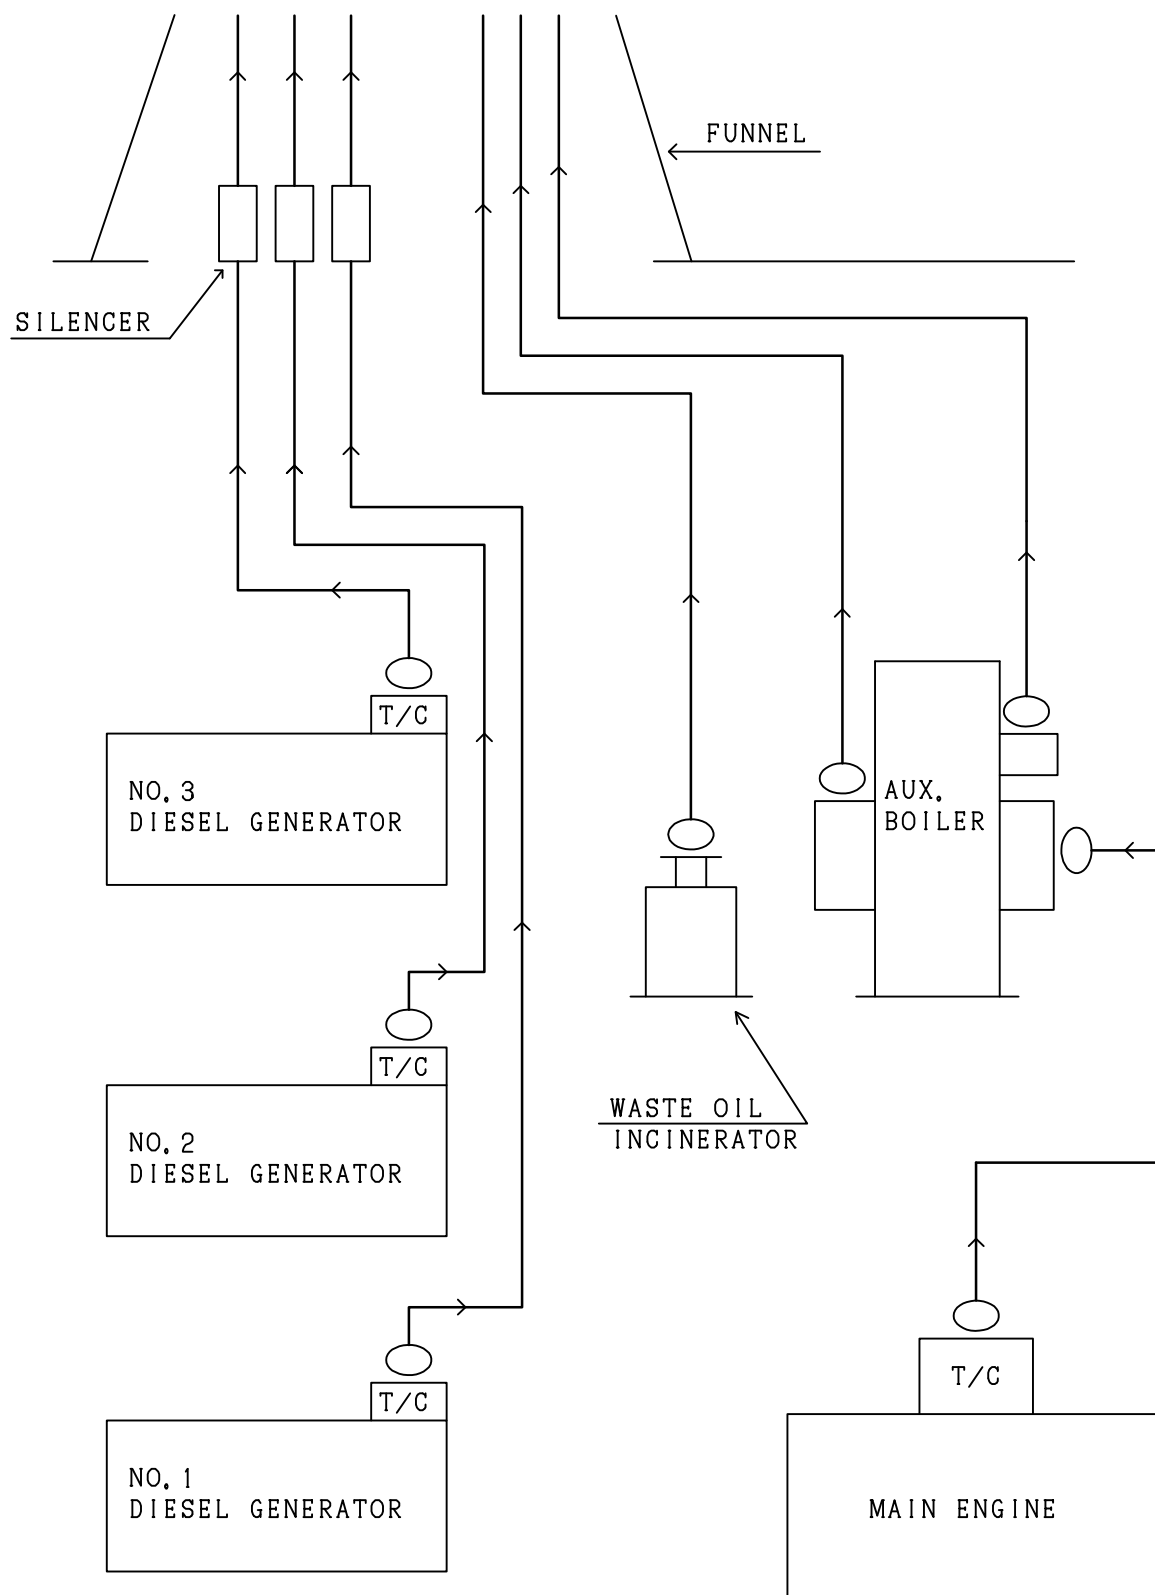 FUNNEL
SILENCER
T/C
NO. 3
DIESEL GENERATOR
AUX.
BOILER
T/C
NO. 2
DIESEL GENERATOR
WASTE OIL
INCINERATOR
T/C
NO. 1
DIESEL GENERATOR
T/C
MAIN ENGINE